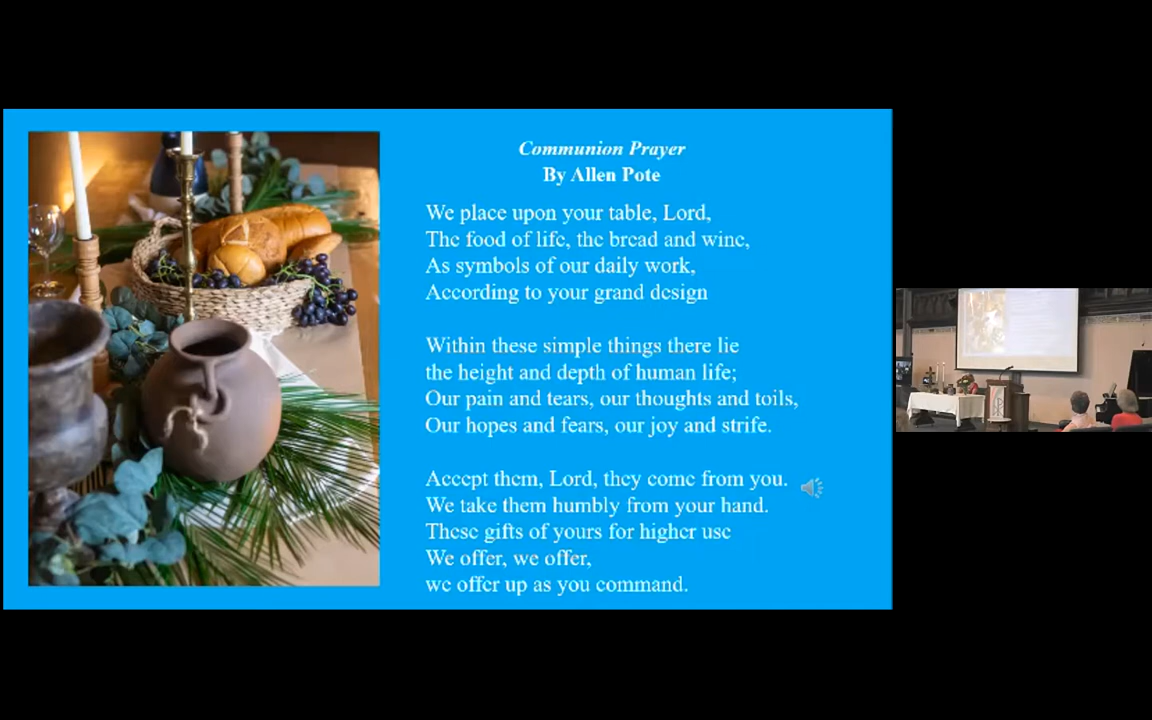 Communion Prayer
By Allen Pote
We place upon your table, Lord,
The food of life, the bread and wine,
As symbols of our daily work,
According to your grand design
Within these simple things there lie
the height and depth of human life;
Our pain and tears, our thoughts and toils,
Our hopes and fears, our joy and strife.
Accept them, Lord, they come from you.
We take them humbly from your hand.
These gifts of yours for higher use
We offer, we offer,
we offer up as you command.